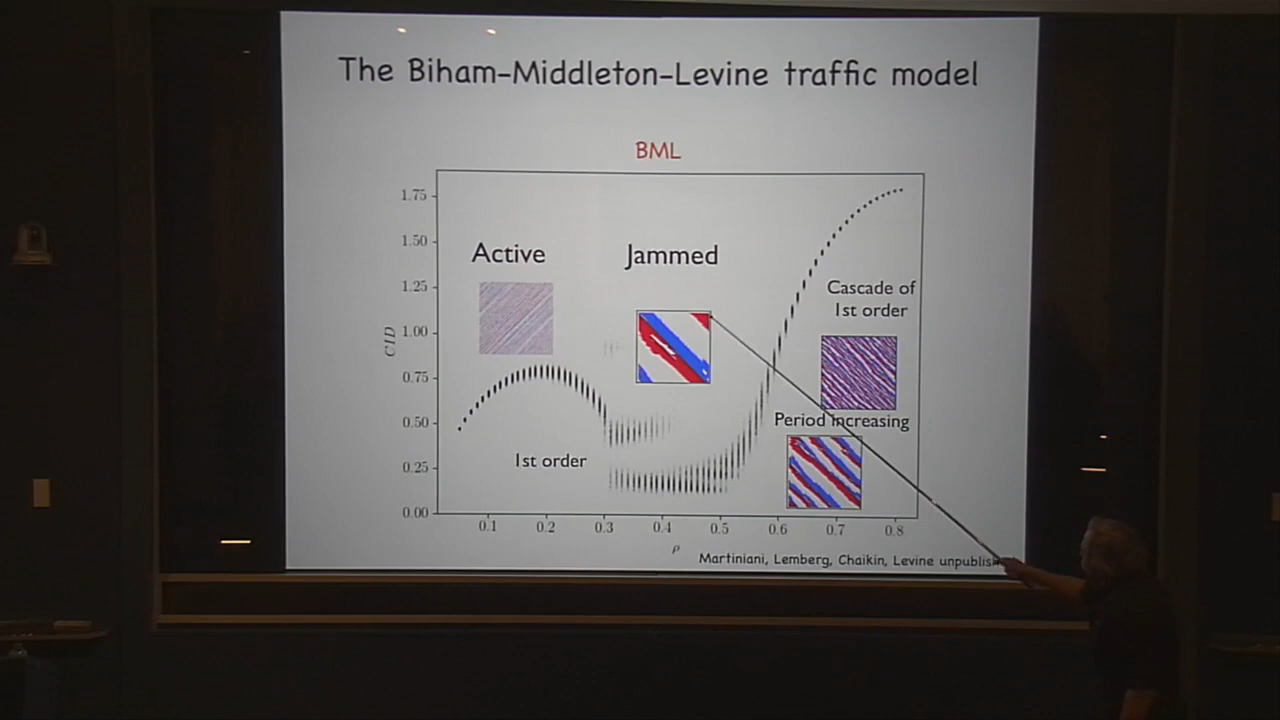 The Biham-Middleton-Levine traffic model
BML
1.75
1.50
1.25
1.00
0.75
0.50
0.25
0.00
CID
Active
Jammed
Cascade of
1st order
Period increasing
1st order
0.1 0.2 0.3 0.4 0.5 0.6 0.7 0.8
ρ
Martiniani, Lemberg, Chaikin, Levine unpublish